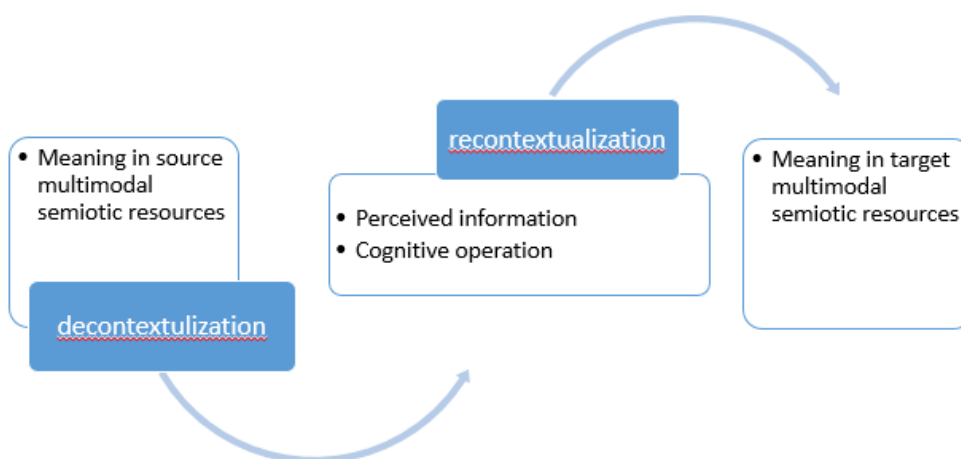 • Meaning in source
multimodal
semiotic resources
decontextulization
recontextualization
• Perceived information
• Cognitive operation
• Meaning in target
multimodal
semiotic resources